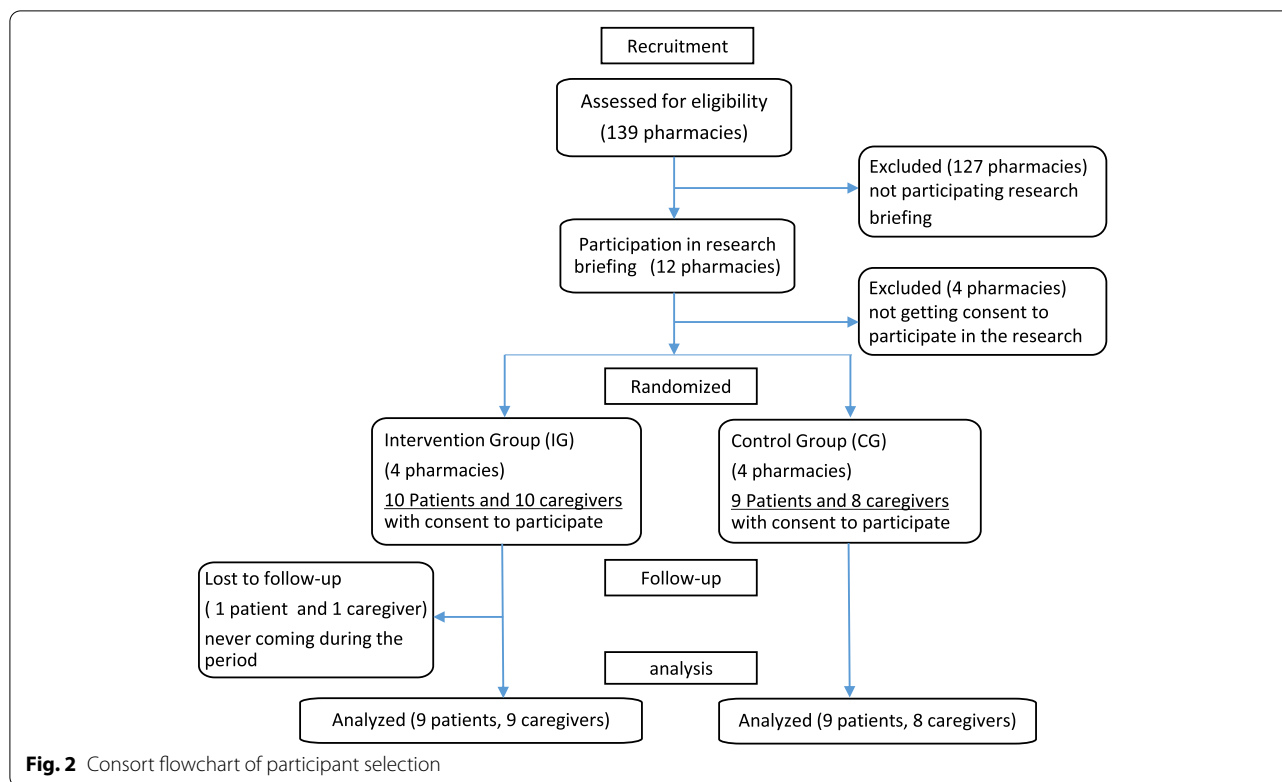 Recruitment
Assessed for eligibility
(139 pharmacies)
Excluded (127 pharmacies)
not participating research
briefing
Participation in research
briefing (12 pharmacies)
Excluded (4 pharmacies)
not getting consent to
participate in the research
Randomized
Intervention Group (IG)
(4 pharmacies)
10 Patients and 10 caregivers
with consent to participate
Control Group (CG)
(4 pharmacies)
9 Patients and 8 caregivers
with consent to participate
Follow-up
Lost to follow-up
( 1 patient and 1 caregiver)
never coming during the
period
analysis
Analyzed (9 patients, 9 caregivers)
Analyzed (9 patients, 8 caregivers)
Fig. 2 Consort flowchart of participant selection